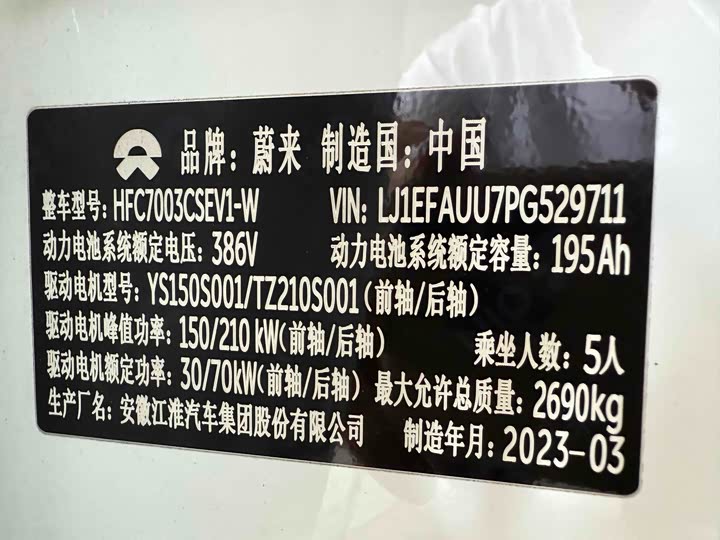 品牌：蔚来 制造国：中国
整车型号：HFC7003CSEV1-W VIN: LJ1EFAUU7PG529711
动力电池系统额定电压：386V 动力电池系统额定容量：195Ah
驱动电机型号：YS150S001/TZ210S001(前轴/后轴)
驱动电机峰值功率：150/210kW(前轴/后轴) 乘坐人数：5人
驱动电机额定功率：30/70kW(前轴/后轴) 最大允许总质量：2690kg
生产厂名：安徽江淮汽车集团股份有限公司 制造年月：2023-03